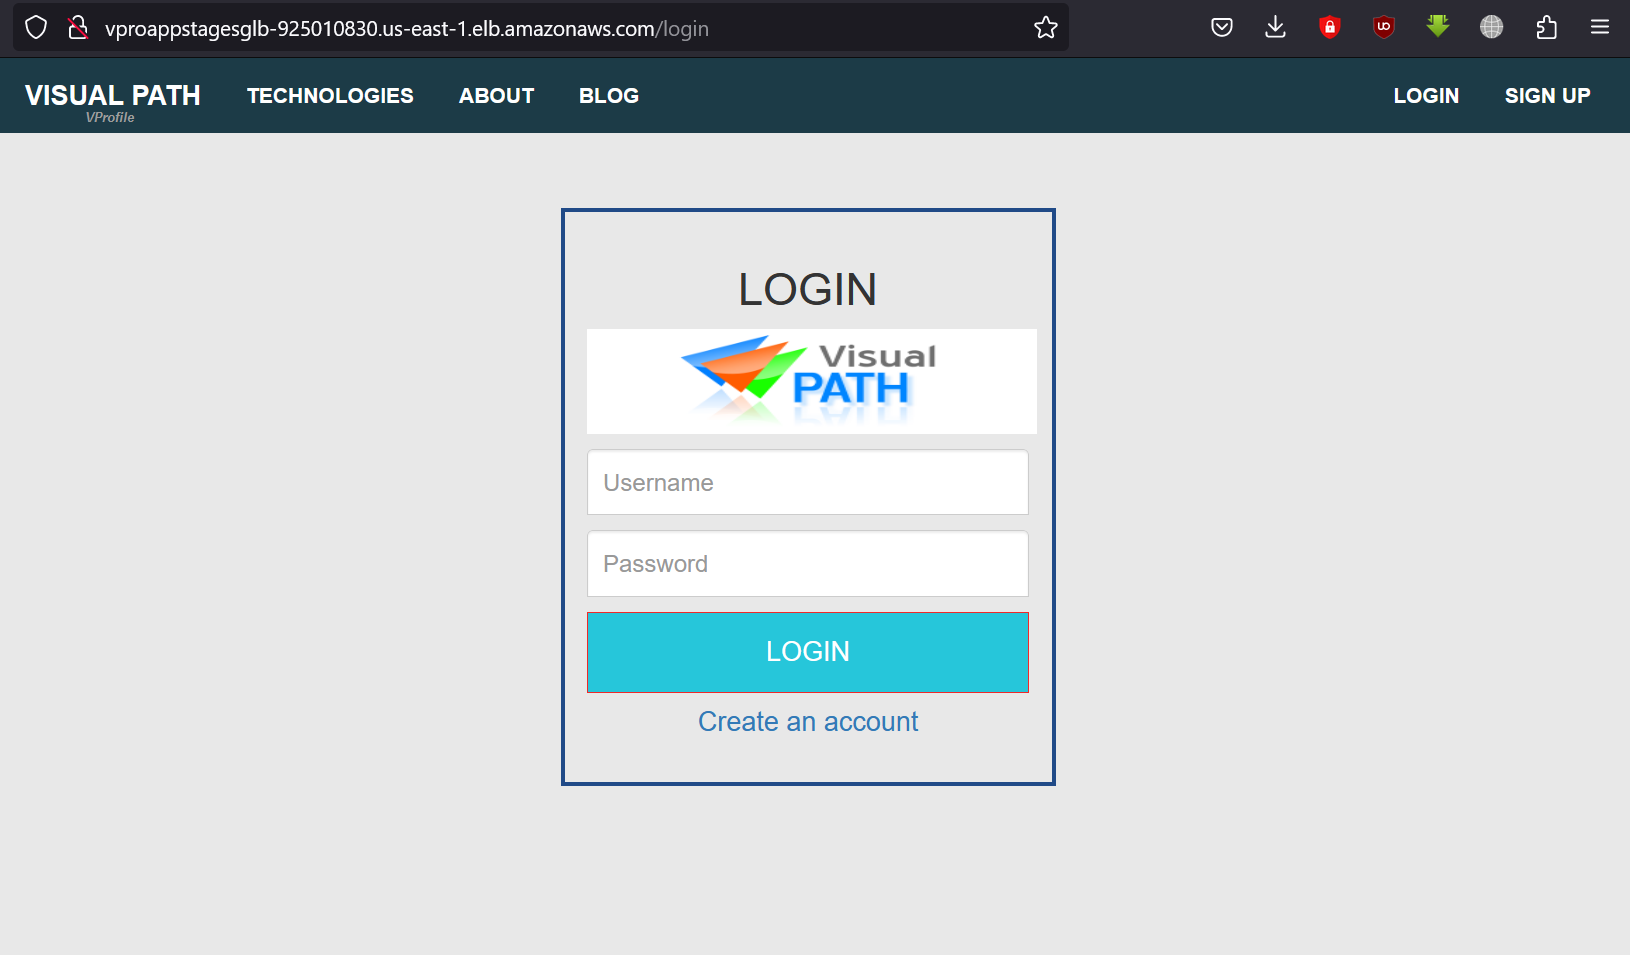 vproappstagesglb-925010830.us-east-1.elb.amazonaws.com/login
VISUAL PATH TECHNOLOGIES ABOUT BLOG LOGIN SIGN UP
VProfile
LOGIN
Visual
PATH
Username
Password
LOGIN
Create an account